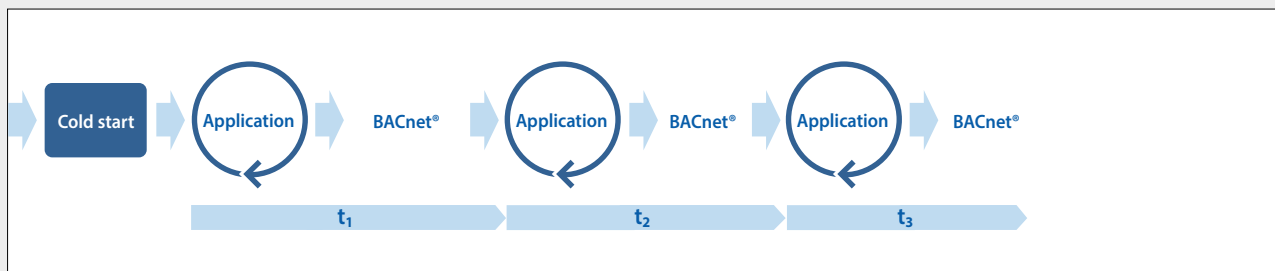 Cold start
Application
BACnet®
Application
BACnet®
Application
BACnet®
t₁
t₂
t₃